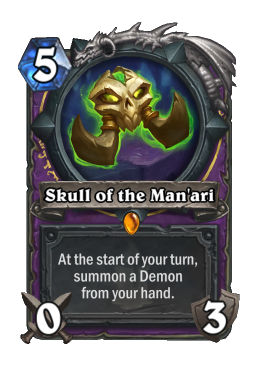 5
Skull of the Man'ari
At the start of your turn,
summon a Demon
from your hand.
0
3